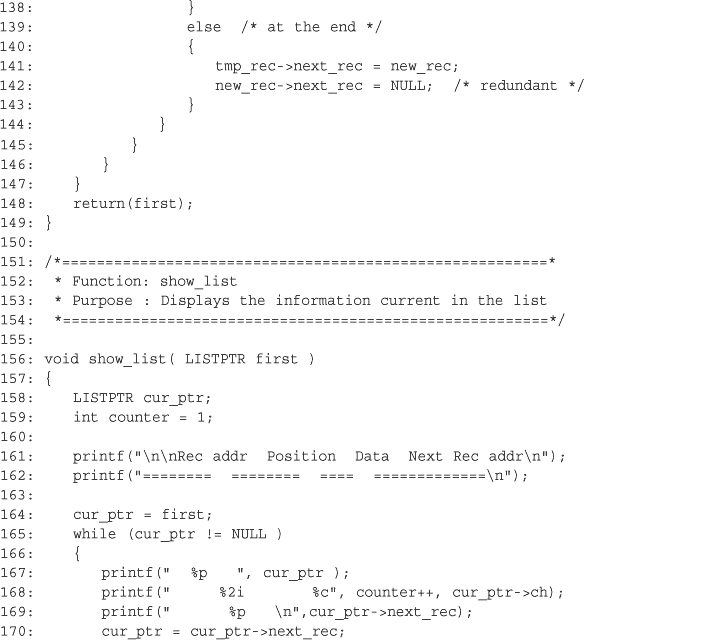 138:                  }
139:                  else  /* at the end */
140:                  {
141:                     tmp_rec->next_rec = new_rec;
142:                     new_rec->next_rec = NULL;  /* redundant */
143:                  }
144:               }
145:            }
146:         }
147:     }
148:     return(first);
149: }
150:
151: /*========================================================*
152:  * Function: show_list
153:  * Purpose : Displays the information current in the list
154:  *========================================================*/
155:
156: void show_list( LISTPTR first )
157: {
158:     LISTPTR cur_ptr;
159:     int counter = 1;
160:
161:     printf("\n\nRec addr  Position  Data  Next Rec addr\n");
162:     printf("========  ========  ====  =============\n");
163:
164:     cur_ptr = first;
165:     while (cur_ptr != NULL )
166:     {
167:        printf("  %p   ", cur_ptr );
168:        printf("     %2i       %c", counter++, cur_ptr->ch);
169:        printf("      %p   \n",cur_ptr->next_rec);
170:        cur_ptr = cur_ptr->next_rec;